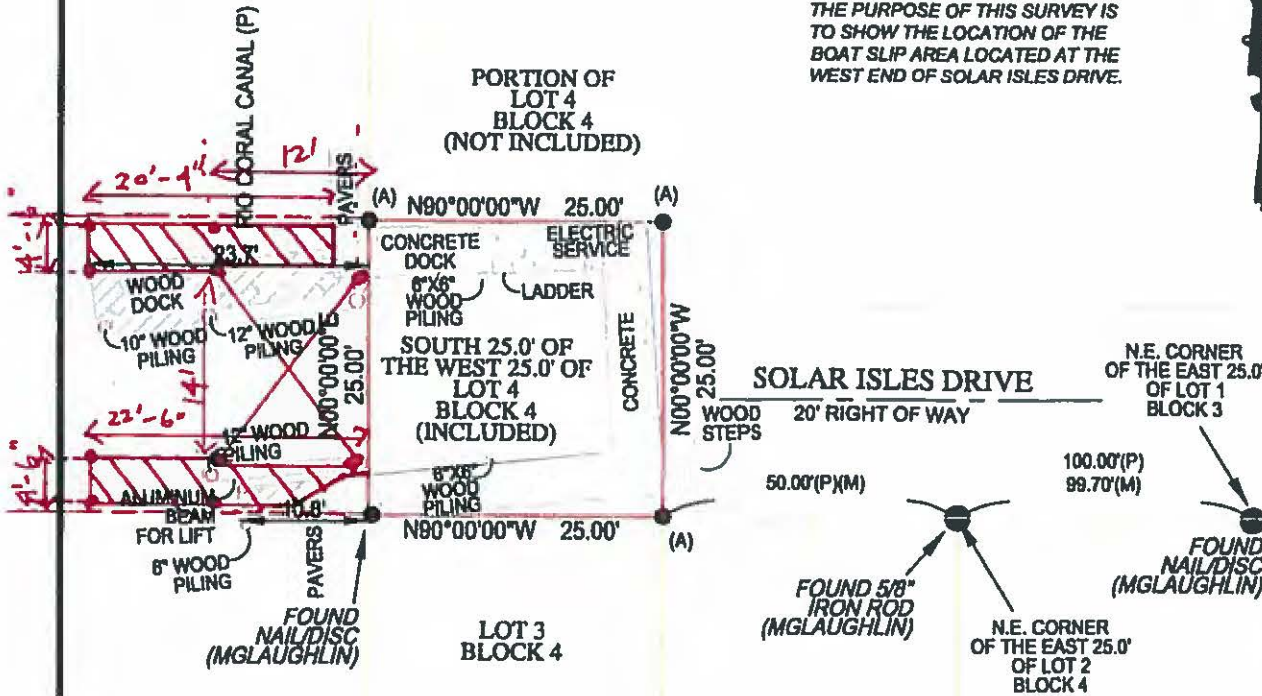 THE PURPOSE OF THIS SURVEY IS
TO SHOW THE LOCATION OF THE
BOAT SLIP AREA LOCATED AT THE
WEST END OF SOLAR ISLES DRIVE.
PORTION OF
LOT 4
BLOCK 4
(NOT INCLUDED)
RIO CORAL CANAL (P)
12'
20'-4"
PAVERS
(A)
N90°00'00"W 25.00'
(A)
4'-6"
23.7'
WOOD
DOCK
10" WOOD
PILING
12" WOOD
PILING
14'
CONCRETE
DOCK
ELECTRIC
SERVICE
6"X6"
WOOD
PILING
LADDER
N00°00'00"E
25.00'
SOUTH 25.0' OF
THE WEST 25.0' OF
LOT 4
BLOCK 4
(INCLUDED)
CONCRETE
N00°00'00"W
25.00'
SOLAR ISLES DRIVE
20' RIGHT OF WAY
WOOD
STEPS
N.E. CORNER
OF THE EAST 25.0'
OF LOT 1
BLOCK 3
22'-6"
12" WOOD
PILING
4'-6"
ALUMINUM
BEAM
FOR LIFT
10.8'
8" WOOD
PILING
PAVERS
6"X6"
WOOD
PILING
N90°00'00"W 25.00'
(A)
50.00'(P)(M)
100.00'(P)
99.70'(M)
FOUND
NAIL/DISC
(MGLAUGHLIN)
LOT 3
BLOCK 4
FOUND 5/8"
IRON ROD
(MGLAUGHLIN)
N.E. CORNER
OF THE EAST 25.0'
OF LOT 2
BLOCK 4
FOUND
NAIL/DISC
(MGLAUGHLIN)